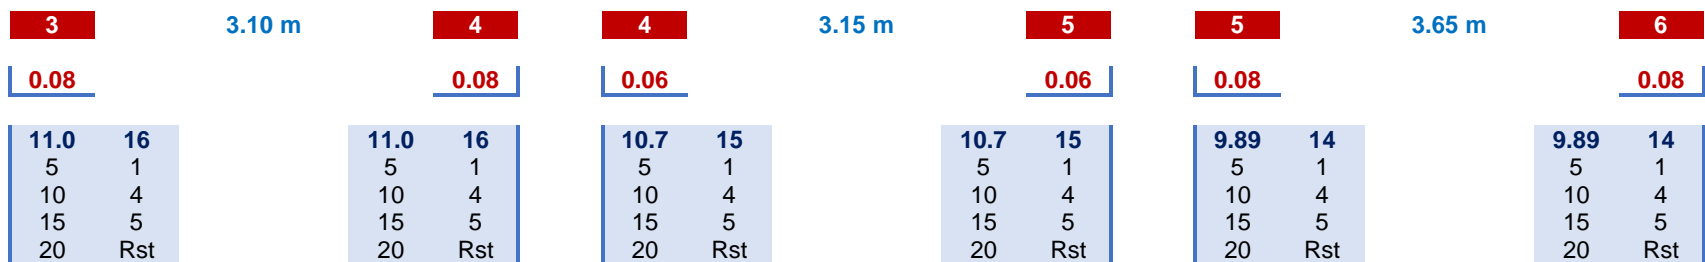 3 3.10 m 4 4 3.15 m 5 5 3.65 m 6
0.08 0.08 0.06 0.06 0.08 0.08
11.0 16 11.0 16 10.7 15 10.7 15 9.89 14 9.89 14
5 1 5 1 5 1 5 1 5 1 5 1
10 4 10 4 10 4 10 4 10 4 10 4
15 5 15 5 15 5 15 5 15 5 15 5
20 Rst 20 Rst 20 Rst 20 Rst 20 Rst 20 Rst